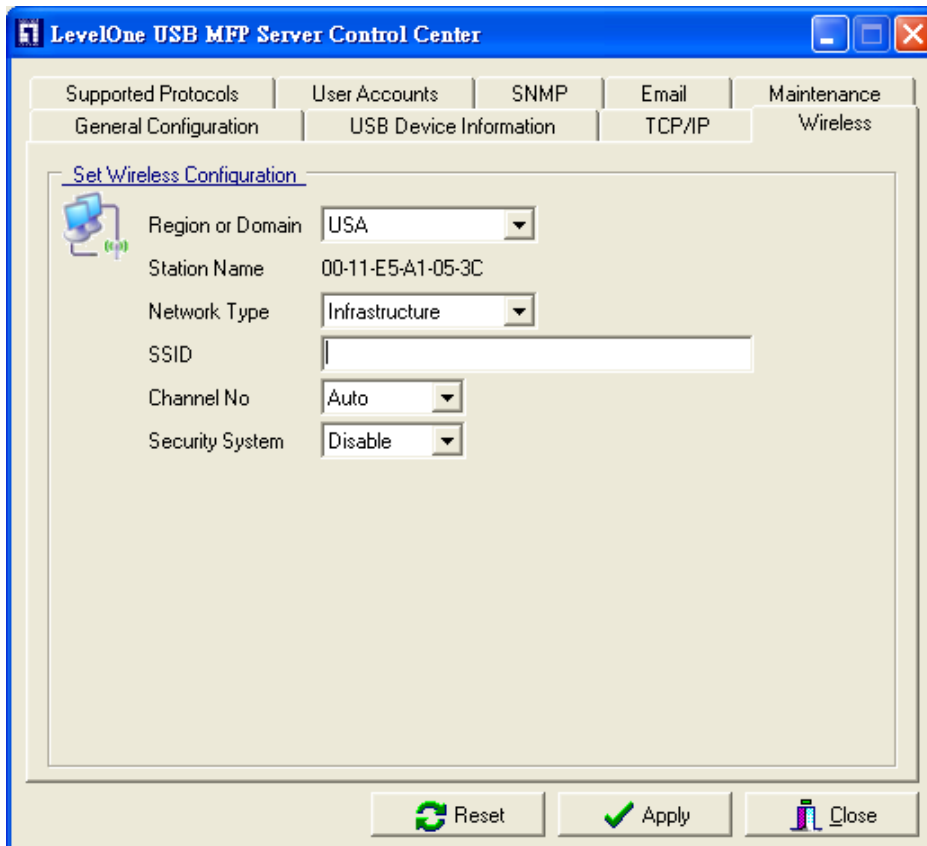 LevelOne USB MFP Server Control Center
Supported Protocols User Accounts SNMP Email Maintenance
General Configuration USB Device Information TCP/IP Wireless
Set Wireless Configuration
Region or Domain USA
Station Name 00-11-E5-A1-05-3C
Network Type Infrastructure
SSID
Channel No Auto
Security System Disable
Reset Apply Close